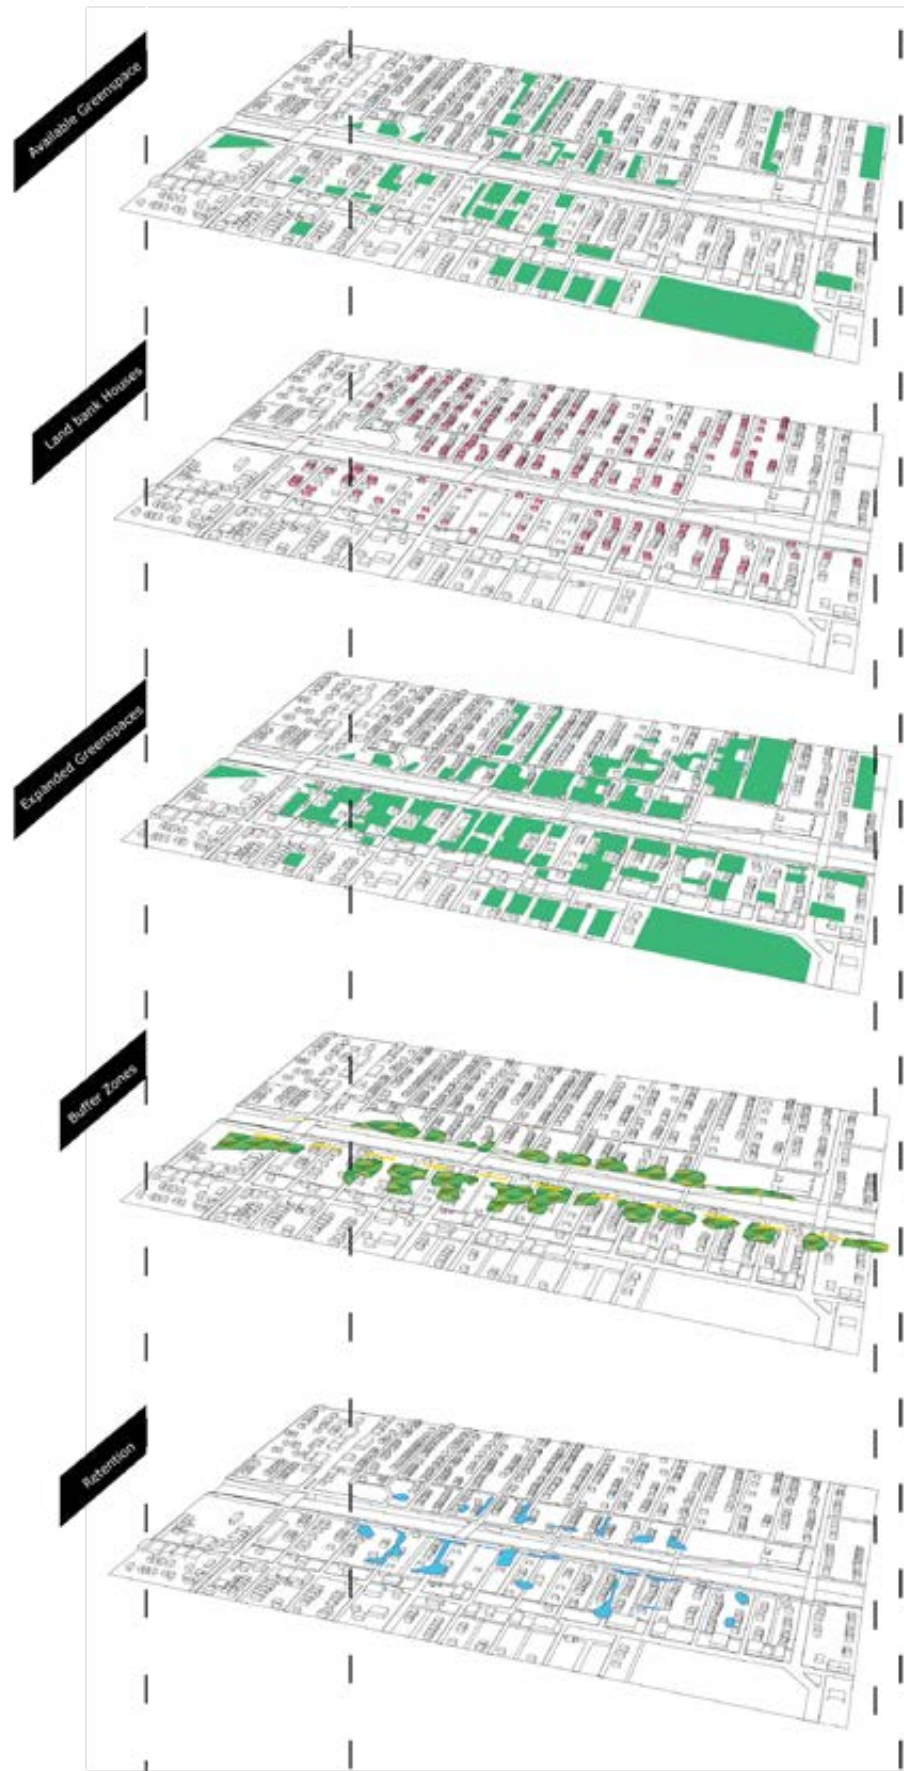 Available Greenspace
Land bank Houses
Expanded Greenspaces
Buffer Zones
Retention